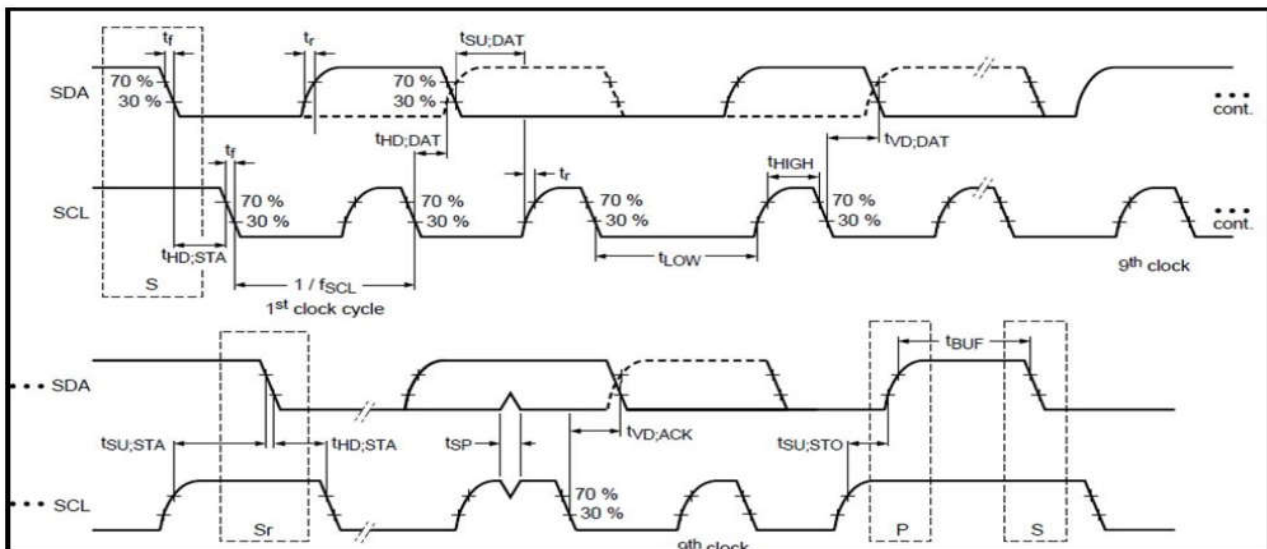 tf
tr
tSU;DAT
SDA
70 %
30 %
70 %
30 %
cont.
tHD;DAT
tVD;DAT
tf
tr
tHIGH
SCL
70 %
30 %
70 %
30 %
70 %
30 %
70 %
30 %
cont.
tHD;STA
tLOW
9th clock
S
1 / fSCL
1st clock cycle
tBUF
SDA
tSU;STA
tHD;STA
tSP
tVD;ACK
tSU;STO
SCL
70 %
30 %
Sr
9th clock
P
S